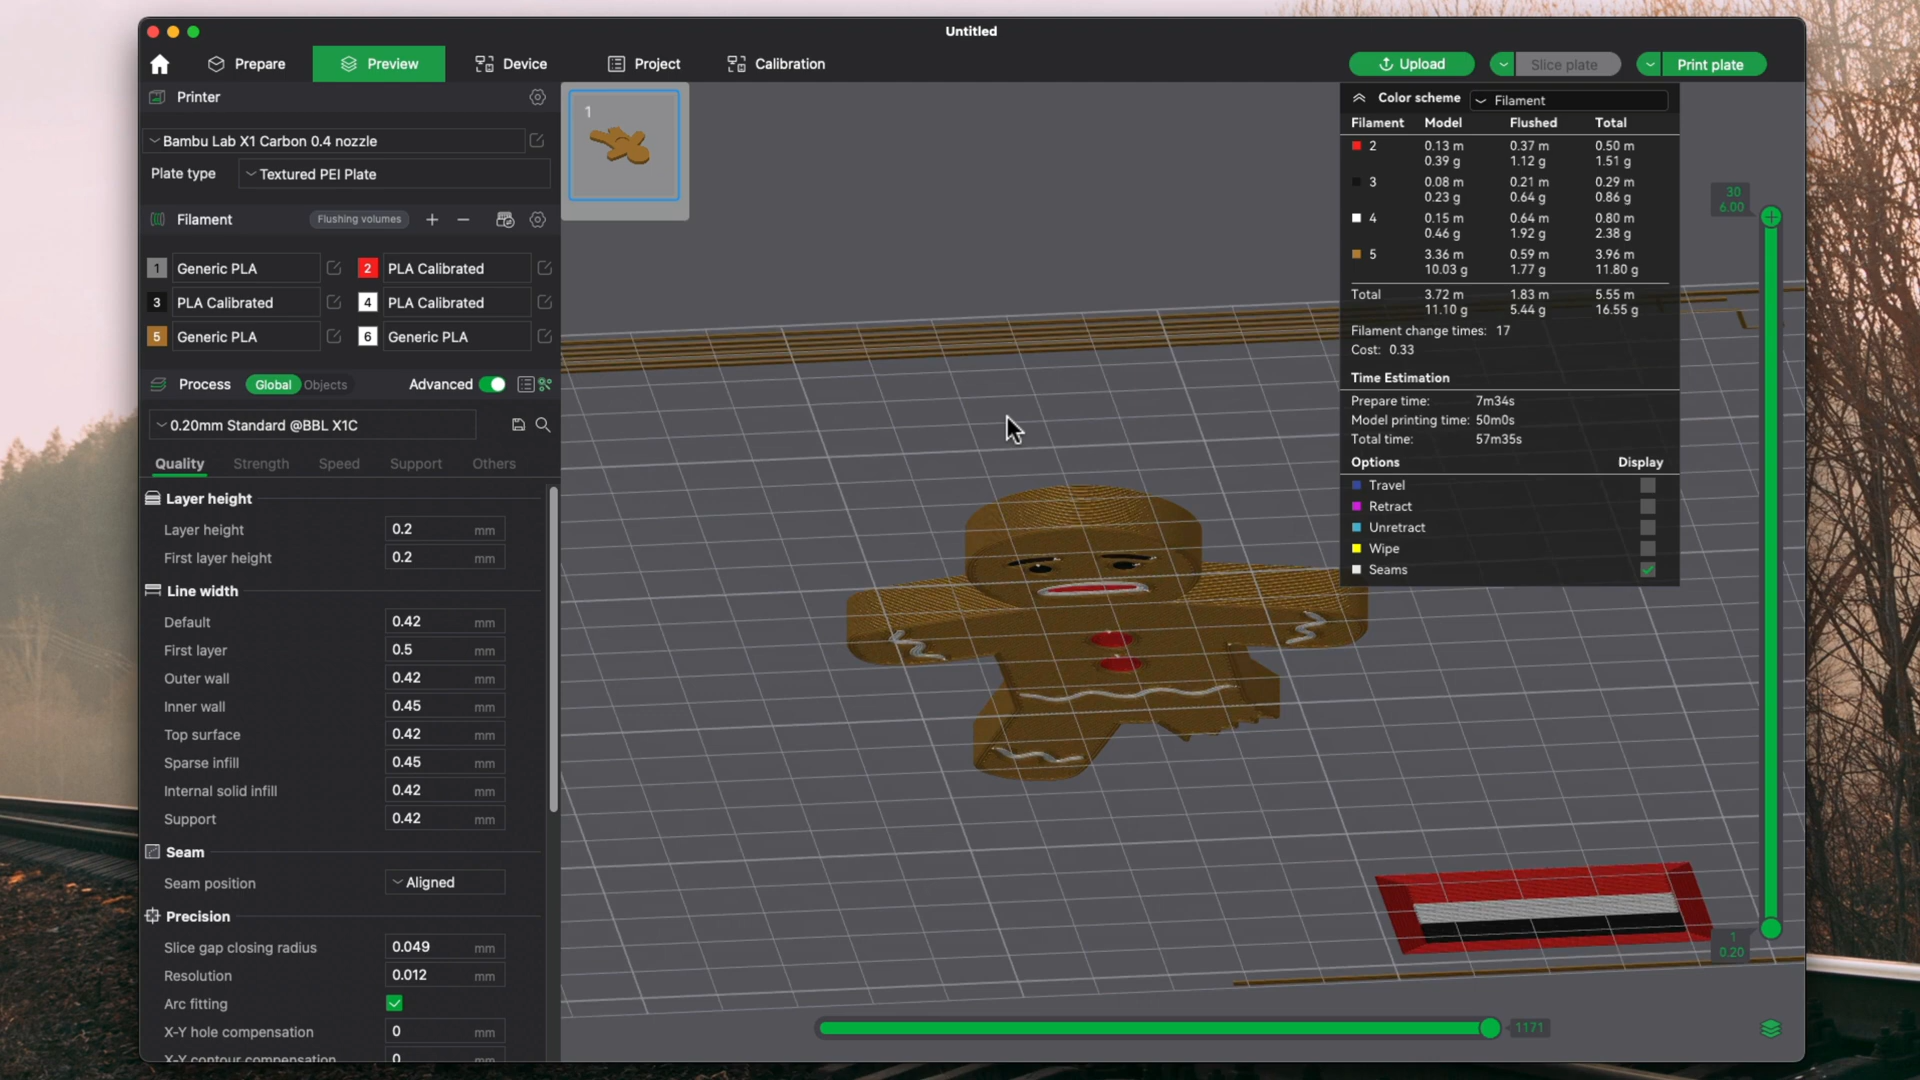 Untitled
Prepare
Preview
Device
Project
Calibration
Upload
Slice plate
Print plate
Printer
Bambu Lab X1 Carbon 0.4 nozzle
Plate type
Textured PEI Plate
Filament
Flushing volumes
1 Generic PLA
2 PLA Calibrated
3 PLA Calibrated
4 PLA Calibrated
5 Generic PLA
6 Generic PLA
Process
Global
Objects
Advanced
0.20mm Standard @BBL X1C
Quality
Strength
Speed
Support
Others
Layer height
Layer height 0.2 mm
First layer height 0.2 mm
Line width
Default 0.42 mm
First layer 0.5 mm
Outer wall 0.42 mm
Inner wall 0.45 mm
Top surface 0.42 mm
Sparse infill 0.45 mm
Internal solid infill 0.42 mm
Support 0.42 mm
Seam
Seam position Aligned
Precision
Slice gap closing radius 0.049 mm
Resolution 0.012 mm
Arc fitting
X-Y hole compensation 0 mm
X-Y contour compensation 0 mm
1
Color scheme Filament
Filament Model Flushed Total
2 0.13 m 0.37 m 0.50 m
0.39 g 1.12 g 1.51 g
3 0.08 m 0.21 m 0.29 m
0.23 g 0.64 g 0.86 g
4 0.15 m 0.64 m 0.80 m
0.46 g 1.92 g 2.38 g
5 3.36 m 0.59 m 3.96 m
10.03 g 1.77 g 11.80 g
Total 3.72 m 1.83 m 5.55 m
11.10 g 5.44 g 16.55 g
Filament change times: 17
Cost: 0.33
Time Estimation
Prepare time: 7m34s
Model printing time: 50m0s
Total time: 57m35s
Options Display
Travel
Retract
Unretract
Wipe
Seams
30
6.00
1
0.20
1171